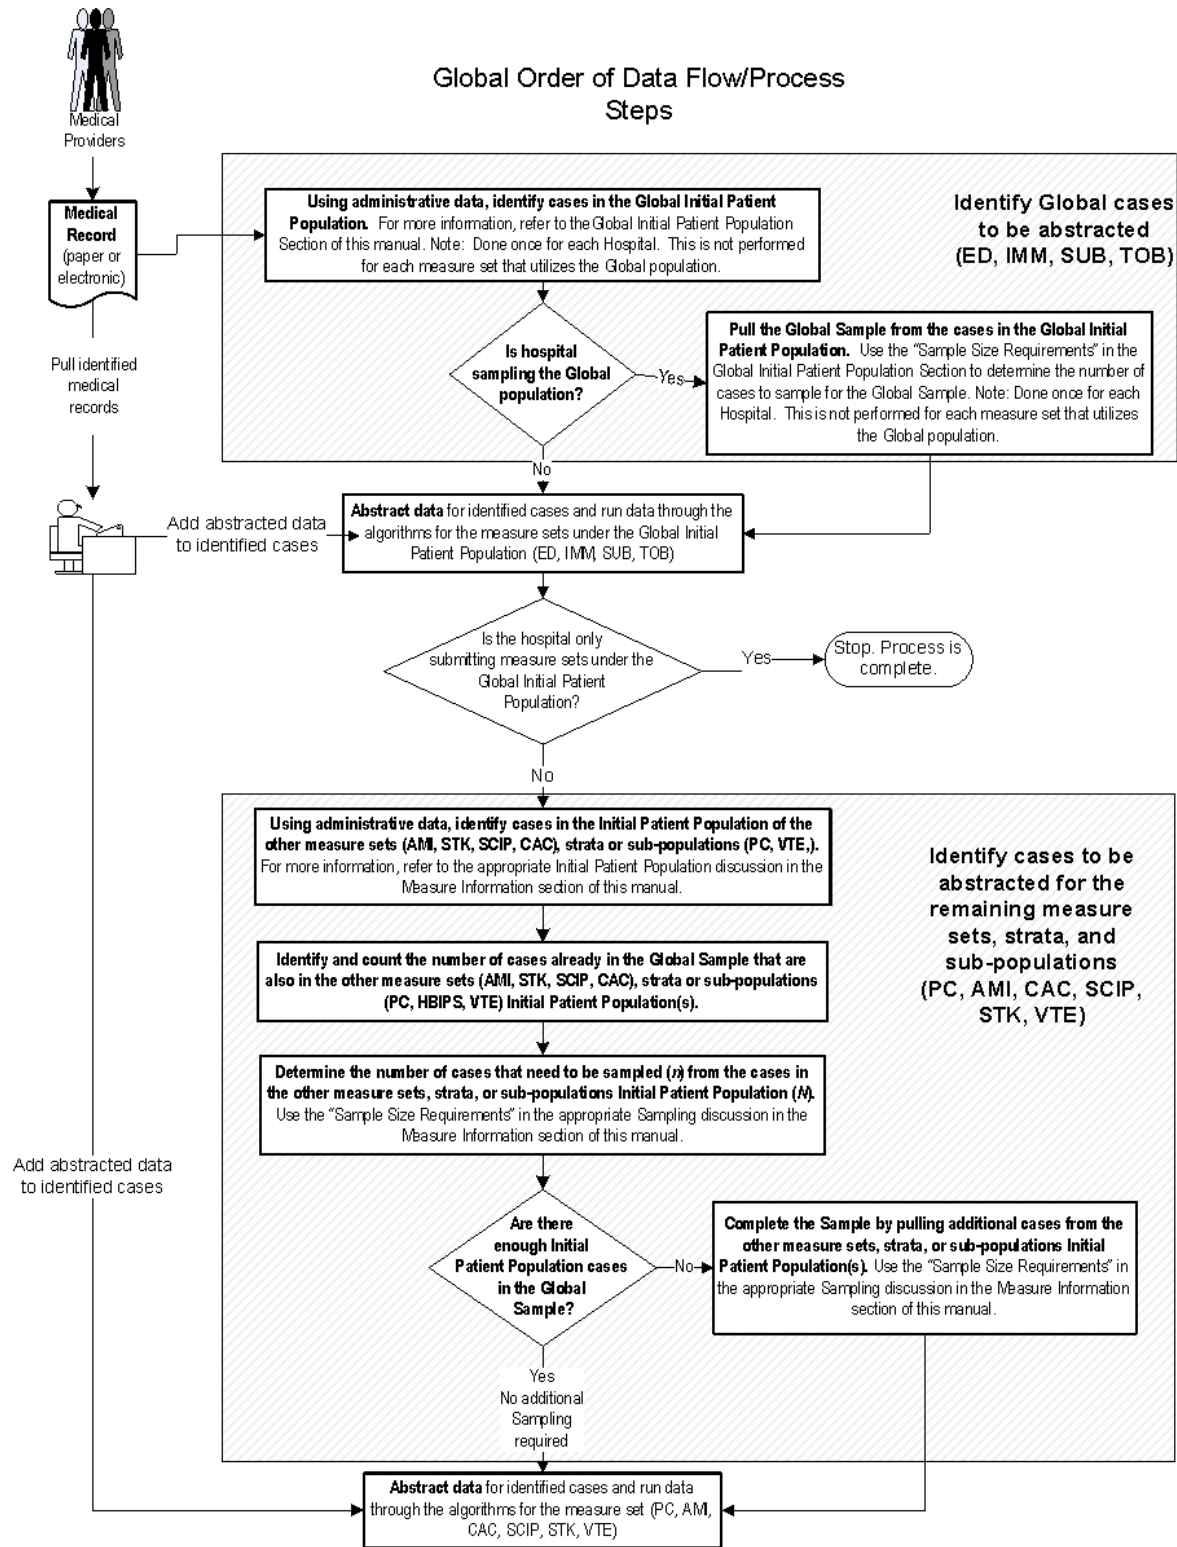 Medical
Providers
Global Order of Data Flow/Process
Steps
Medical
Record
(paper or
electronic)
Using administrative data, identify cases in the Global Initial Patient
Population. For more information, refer to the Global Initial Patient Population
Section of this manual. Note: Done once for each Hospital. This is not performed
for each measure set that utilizes the Global population.
Identify Global cases
to be abstracted
(ED, IMM, SUB, TOB)
Pull identified
medical
records
Is hospital
sampling the Global
population?
Yes
Pull the Global Sample from the cases in the Global Initial
Patient Population. Use the "Sample Size Requirements" in the
Global Initial Patient Population Section to determine the number of
cases to sample for the Global Sample. Note: Done once for each
Hospital. This is not performed for each measure set that utilizes
the Global population.
No
Add abstracted data
to identified cases
Abstract data for identified cases and run data through the
algorithms for the measure sets under the Global Initial
Patient Population (ED, IMM, SUB, TOB)
Is the hospital only
submitting measure sets under the
Global Initial Patient
Population?
Yes
Stop. Process is
complete.
No
Using administrative data, identify cases in the Initial Patient Population of the
other measure sets (AMI, STK, SCIP, CAC), strata or sub-populations (PC, VTE,).
For more information, refer to the appropriate Initial Patient Population discussion in the
Measure Information section of this manual.
Identify cases to be
abstracted for the
remaining measure
sets, strata, and
sub-populations
(PC, AMI, CAC, SCIP,
STK, VTE)
Identify and count the number of cases already in the Global Sample that are
also in the other measure sets (AMI, STK, SCIP, CAC), strata or sub-populations
(PC, HBIPS, VTE) Initial Patient Population(s).
Determine the number of cases that need to be sampled (n) from the cases in
the other measure sets, strata, or sub-populations Initial Patient Population (N).
Use the "Sample Size Requirements" in the appropriate Sampling discussion in the
Measure Information section of this manual.
Add abstracted data
to identified cases
Are there
enough Initial
Patient Population cases
in the Global
Sample?
No
Complete the Sample by pulling additional cases from the
other measure sets, strata, or sub-populations Initial
Patient Population(s). Use the "Sample Size Requirements" in
the appropriate Sampling discussion in the Measure Information
section of this manual.
Yes
No additional
Sampling
required
Abstract data for identified cases and run data
through the algorithms for the measure set (PC, AMI,
CAC, SCIP, STK, VTE)